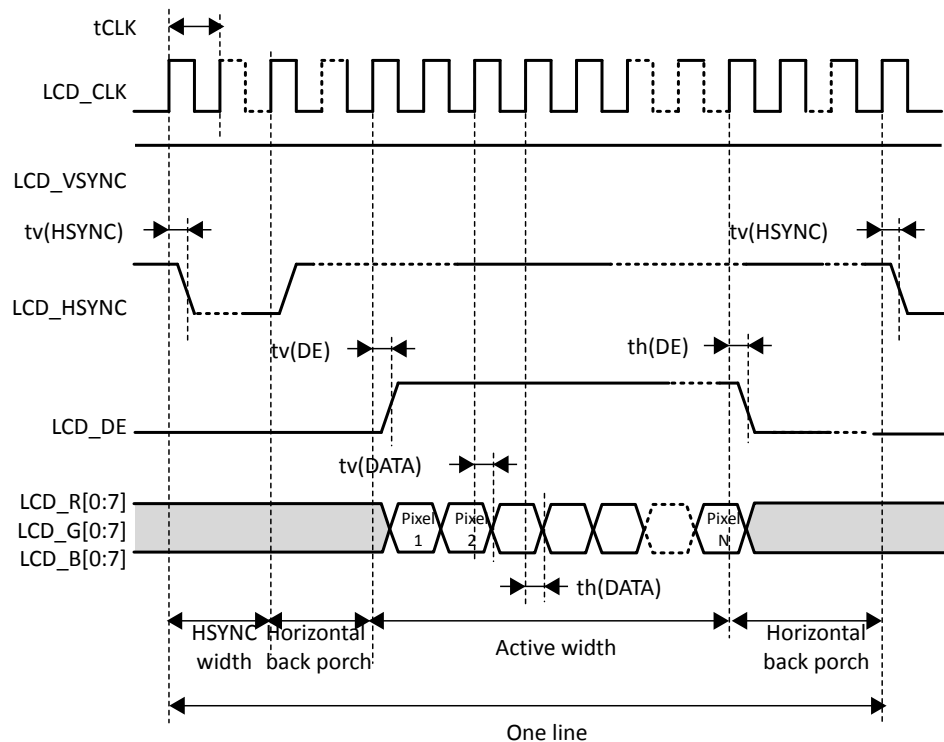 tCLK
LCD_CLK
LCD_VSYNC
tv(HSYNC)
tv(HSYNC)
LCD_HSYNC
tv(DE)
th(DE)
LCD_DE
tv(DATA)
LCD_R[0:7]
LCD_G[0:7]
LCD_B[0:7]
Pixel
1
Pixel
2
Pixel
N
th(DATA)
HSYNC
width
Horizontal
back porch
Active width
Horizontal
back porch
One line